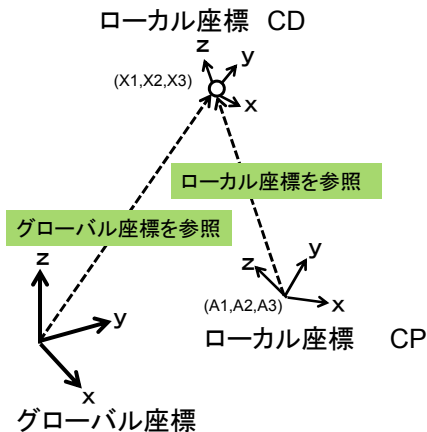 ローカル座標 CD
z
y
(X1,X2,X3)
x
ローカル座標を参照
グローバル座標を参照
z
y
x
z
y
(A1,A2,A3)
x
ローカル座標 CP
グローバル座標